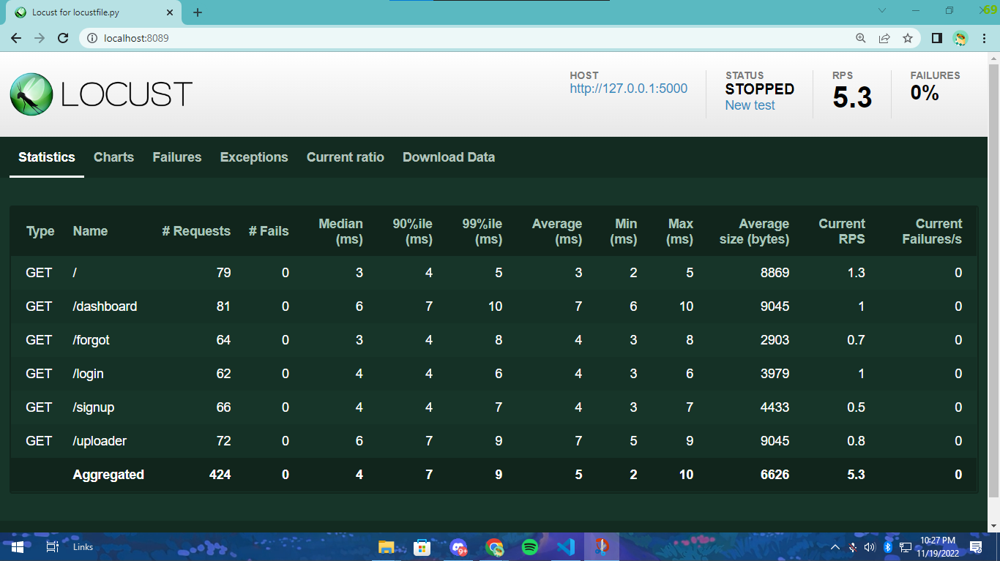 Locust for locustfile.py
69
localhost:8089
LOCUST
HOST
http://127.0.0.1:5000
STATUS
STOPPED
New test
RPS
5.3
FAILURES
0%
Statistics Charts Failures Exceptions Current ratio Download Data
Type Name # Requests # Fails Median (ms) 90%ile (ms) 99%ile (ms) Average (ms) Min (ms) Max (ms) Average size (bytes) Current RPS Current Failures/s
GET / 79 0 3 4 5 3 2 5 8869 1.3 0
GET /dashboard 81 0 6 7 10 7 6 10 9045 1 0
GET /forgot 64 0 3 4 8 4 3 8 2903 0.7 0
GET /login 62 0 4 4 6 4 3 6 3979 1 0
GET /signup 66 0 4 4 7 4 3 7 4433 0.5 0
GET /uploader 72 0 6 7 9 7 5 9 9045 0.8 0
Aggregated 424 0 4 7 9 5 2 10 6626 5.3 0
Links
9+
10:27 PM
11/19/2022